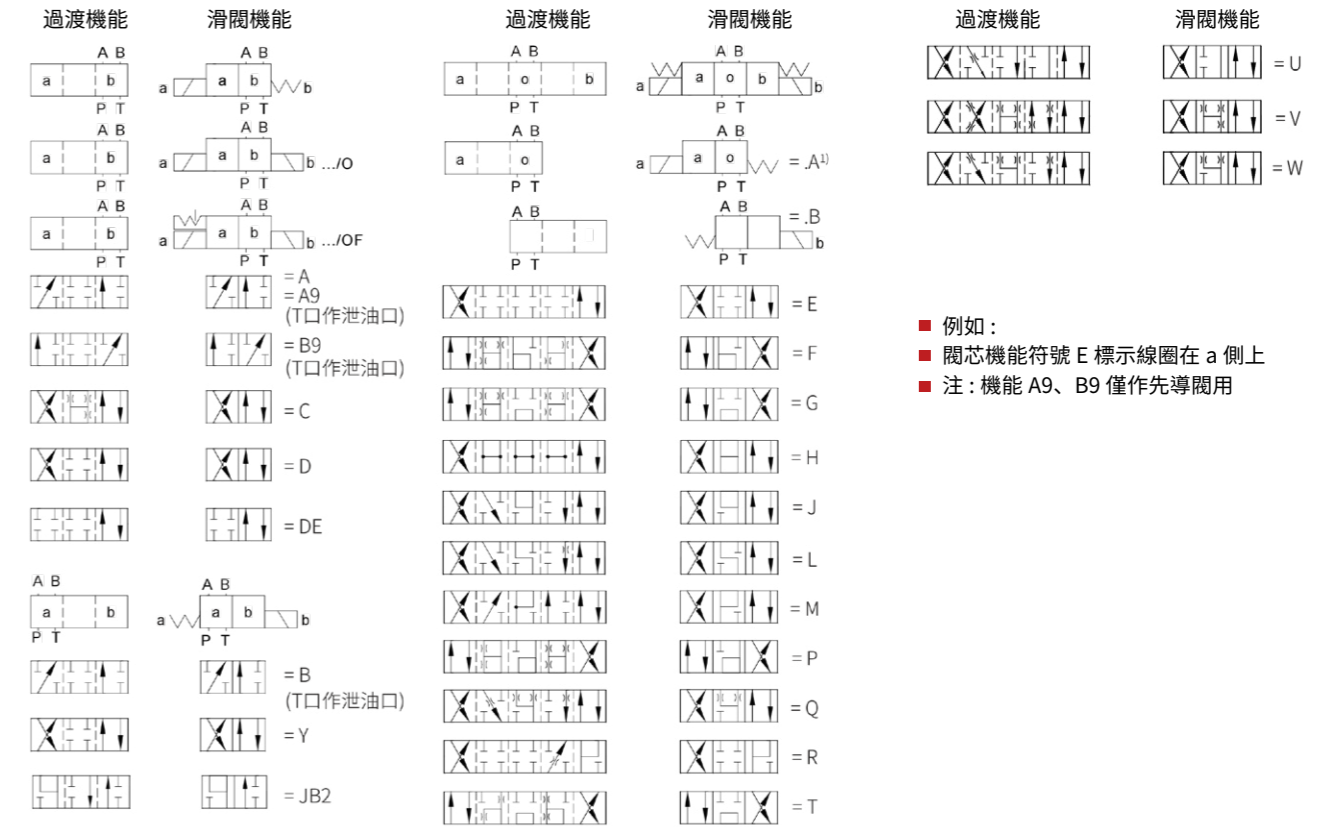 過渡機能 滑閥機能
A B A B
a b a a b b
P T P T
A B A B
a b a a b b .../O
P T P T
A B A B
a b a a b b .../OF
P T P T
= A
= A9
(T口作泄油口)
= B9
(T口作泄油口)
= C
= D
= DE
A B A B
a b a a b b
P T P T
= B
(T口作泄油口)
= Y
= JB2
過渡機能 滑閥機能
A B A B
a o b a a o b b
P T P T
A B A B
a o a a o = .A1)
P T P T
A B A B = .B
b
P T P T
= E
= F
= G
= H
= J
= L
= M
= P
= Q
= R
= T
過渡機能 滑閥機能
= U
= V
= W
例如 :
閥芯機能符號 E 標示線圈在 a 側上
注 : 機能 A9、B9 僅作先導閥用